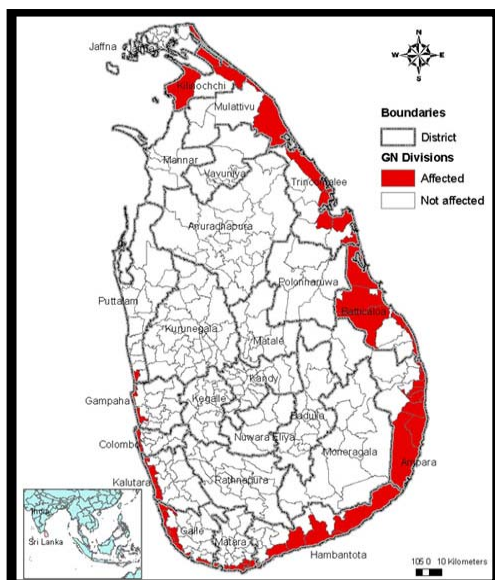 N
W E
S
Jaffna
Kilinochchi
Mulattivu
Mannar
Vavuniya
Trincomalee
Anuradhapura
Polonnaruwa
Puttalam
Batticaloa
Kurunegala
Matale
Kandy
Gampaha
Kegalle
Badulla
Colombo
Nuwara Eliya
Moneragala
Ampara
Kalutara
Rathnapura
Galle
Matara
Hambantota
Boundaries
District
GN Divisions
Affected
Not affected
India
Sri Lanka
10 5 0 10 Kilometers